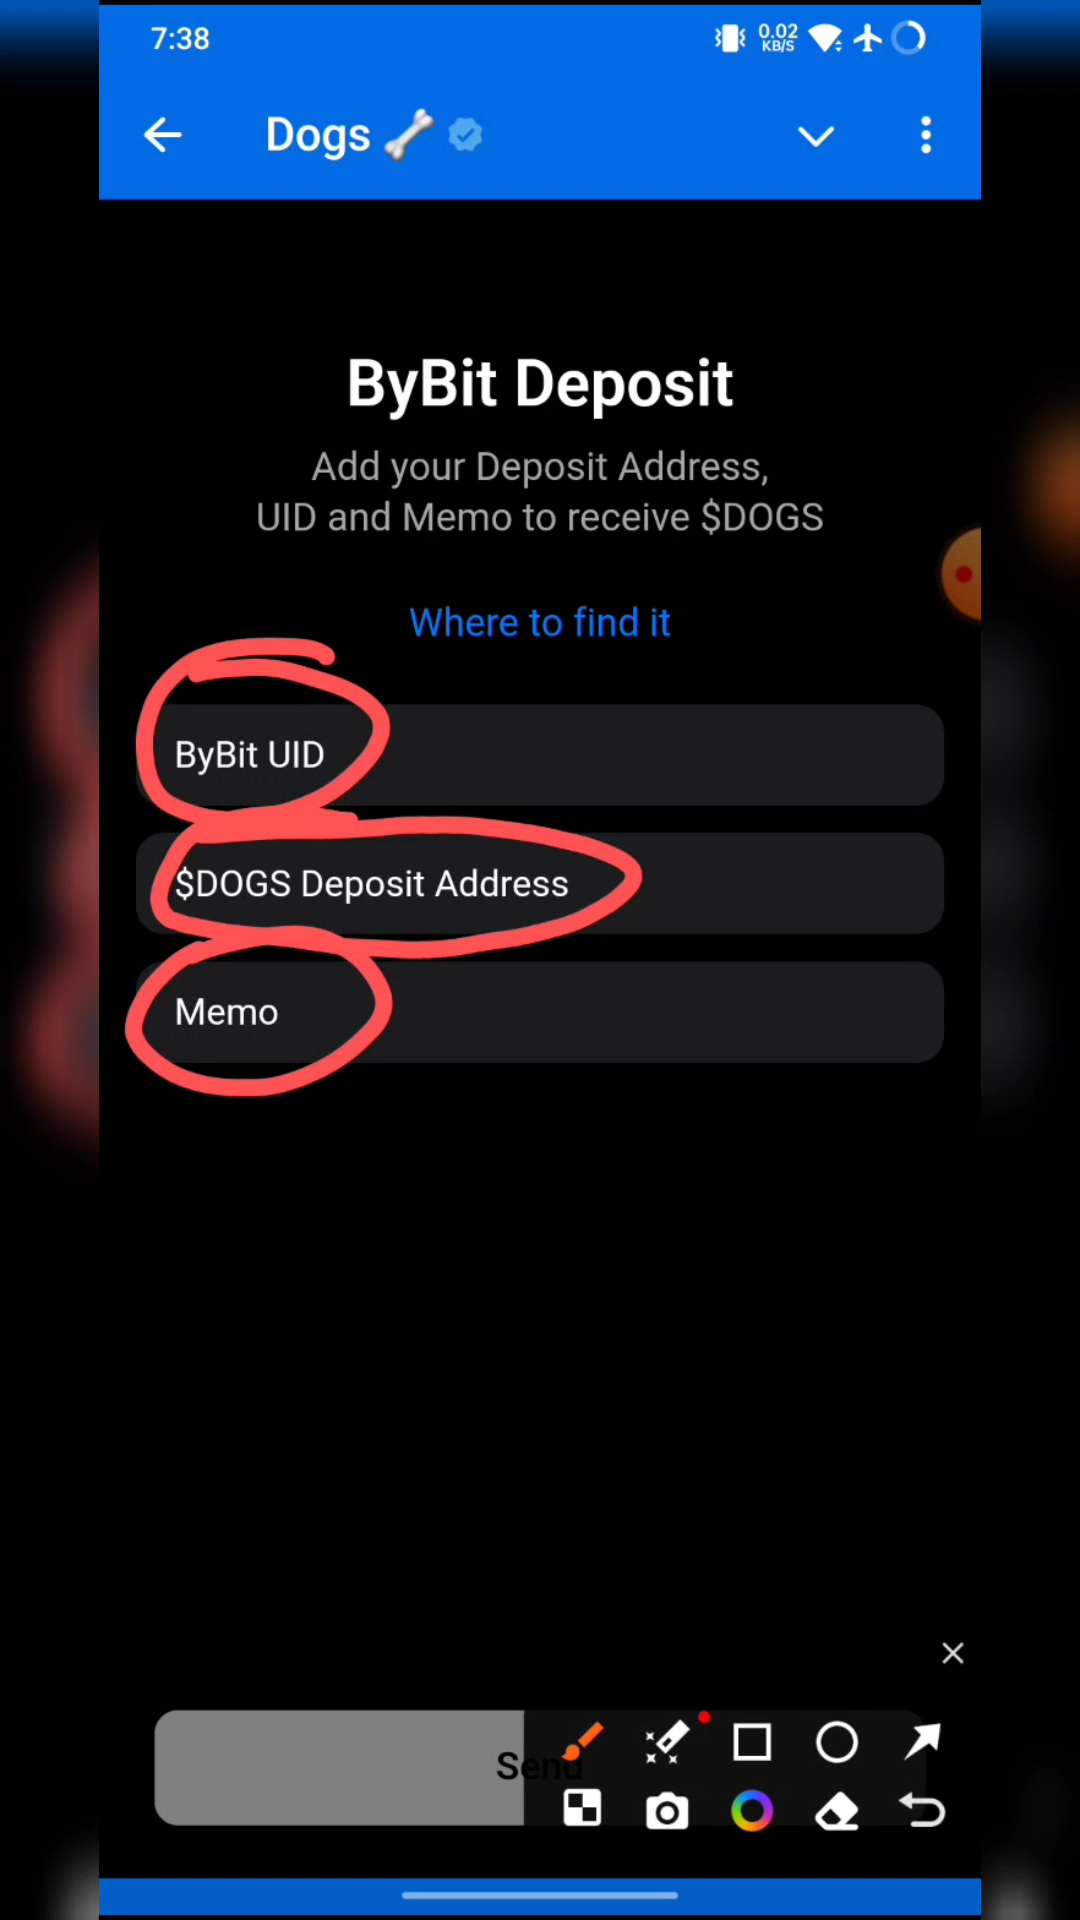 7:38
0.02
KB/S
Dogs
ByBit Deposit
Add your Deposit Address,
UID and Memo to receive $DOGS
Where to find it
ByBit UID
$DOGS Deposit Address
Memo
Send